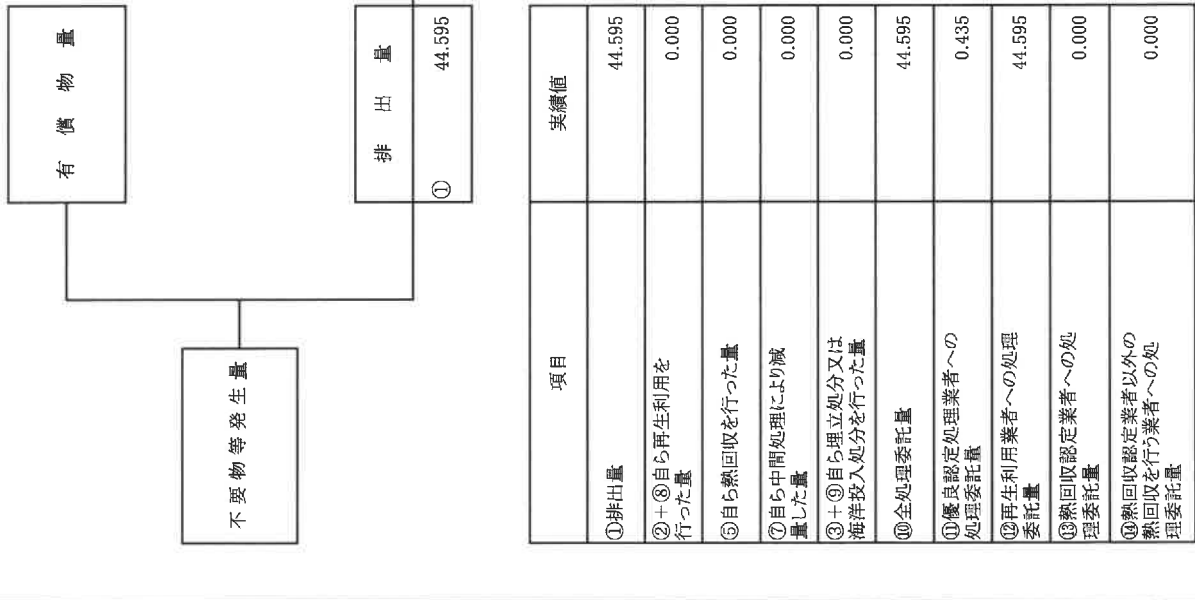 不要物等発生量
有償物量
排出量
① 44.595
項目 実績値
①排出量 44.595
②+⑧自ら再生利用を
行った量 0.000
⑤自ら熱回収を行った量 0.000
⑦自ら中間処理により減
量した量 0.000
③+⑨自ら埋立処分又は
海洋投入処分を行った量 0.000
⑩全処理委託量 44.595
⑪優良認定処理業者への
処理委託量 0.435
⑫再生利用業者への処理
委託量 44.595
⑬熱回収認定業者への処
理委託量 0.000
⑭熱回収認定業者以外の
熱回収を行う業者への処
理委託量 0.000